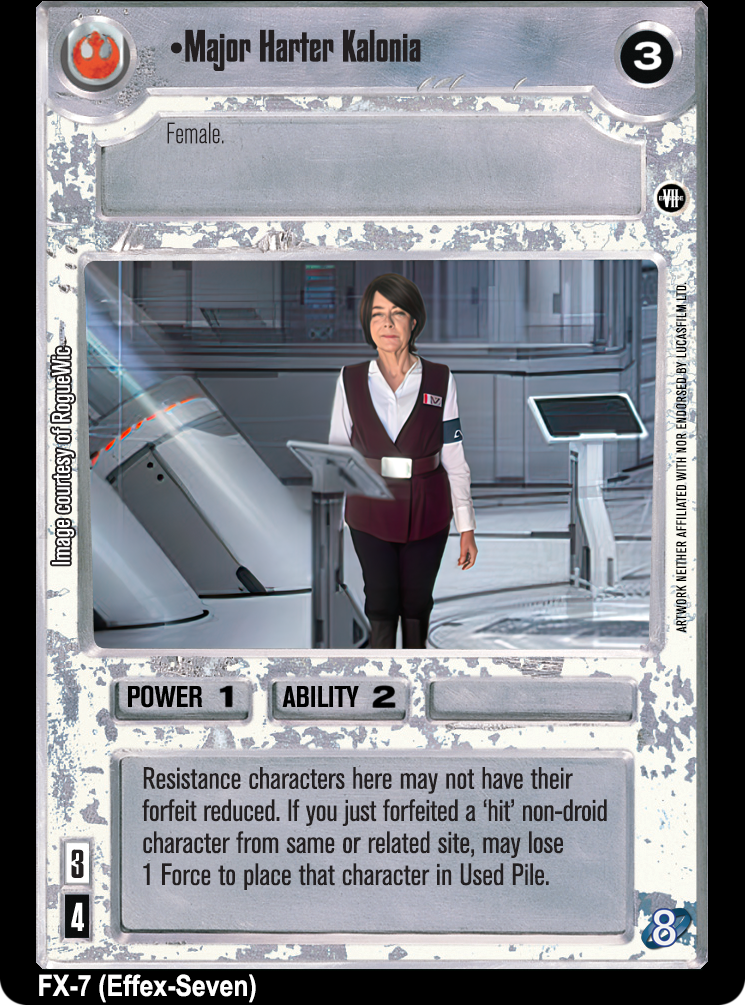 •Major Harter Kalonia
3
Female.
EPISODE
VII
Image courtesy of RogueWic
ARTWORK NEITHER AFFILIATED WITH NOR ENDORSED BY LUCASFILM LTD.
POWER 1
ABILITY 2
Resistance characters here may not have their
forfeit reduced. If you just forfeited a ‘hit’ non-droid
character from same or related site, may lose
1 Force to place that character in Used Pile.
3
4
8
FX-7 (Effex-Seven)